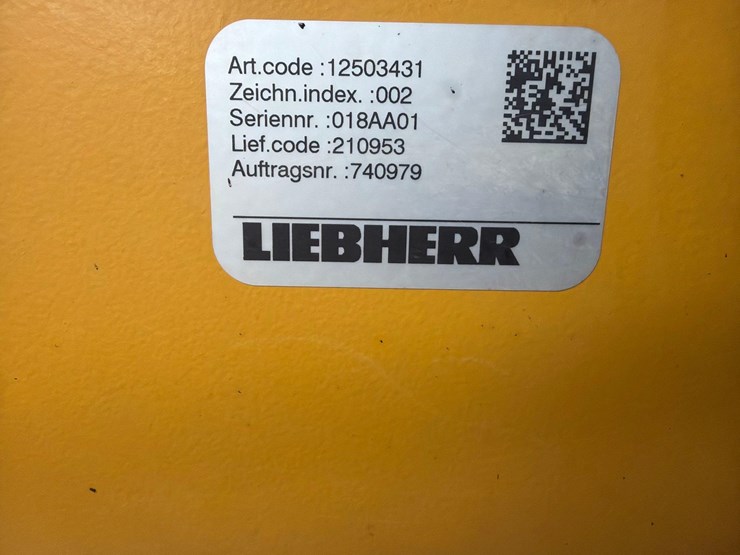 Art.code :12503431
Zeichn.index. :002
Seriennr. :018AA01
Lief.code :210953
Auftragsnr. :740979
LIEBHERR